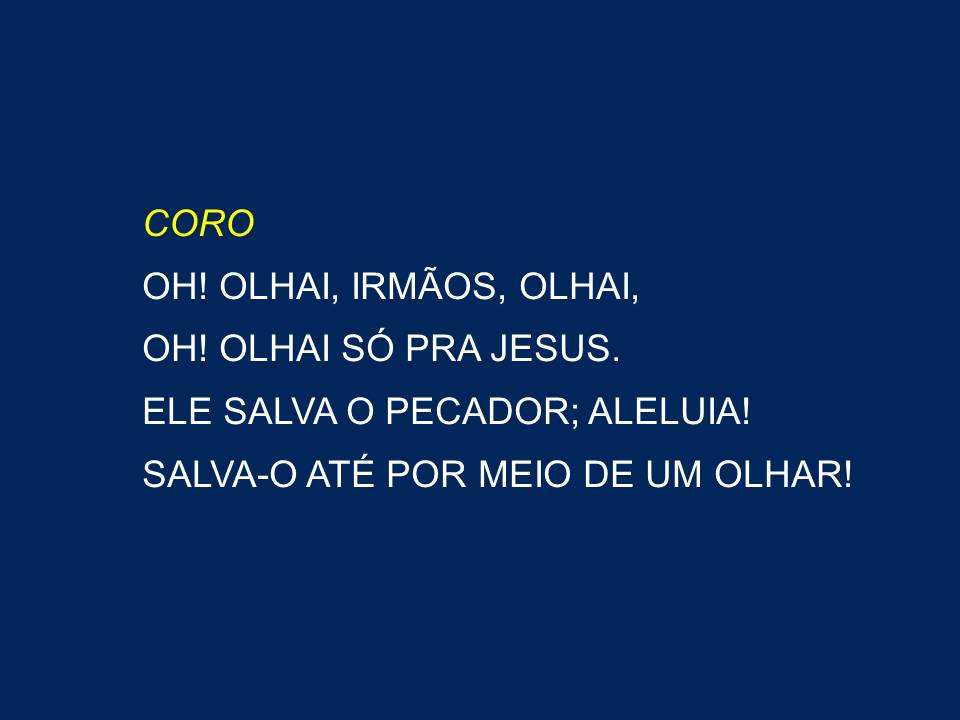 CORO
OH! OLHAI, IRMÃOS, OLHAI,
OH! OLHAI SÓ PRA JESUS.
ELE SALVA O PECADOR; ALELUIA!
SALVA-O ATÉ POR MEIO DE UM OLHAR!